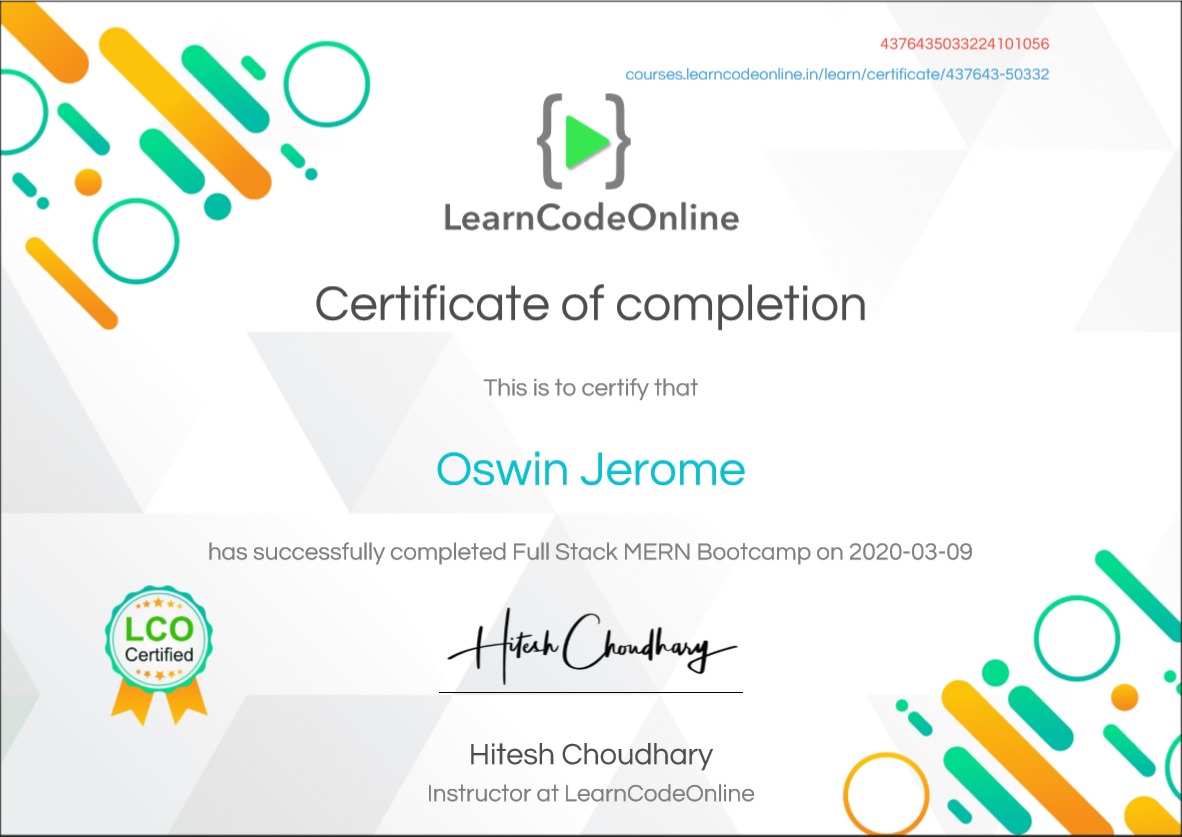 4376435033224101056
courses.learncodeonline.in/learn/certificate/437643-50332
LearnCodeOnline
Certificate of completion
This is to certify that
Oswin Jerome
has successfully completed Full Stack MERN Bootcamp on 2020-03-09
LCO
Certified
Hitesh Choudhary
Hitesh Choudhary
Instructor at LearnCodeOnline